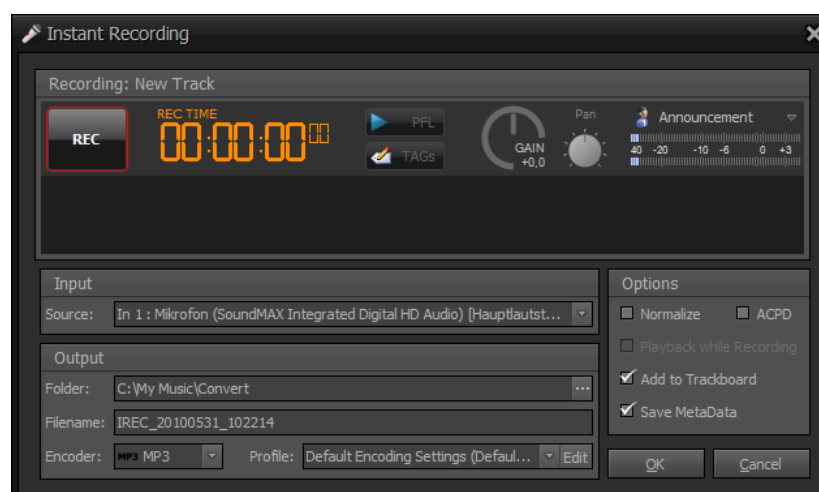 Instant Recording
Recording: New Track
REC
REC TIME
00:00:00 00
PFL
TAGs
GAIN
+0,0
Pan
Announcement
40 -20 -10 -6 0 +3
Input
Source: In 1 : Mikrofon (SoundMAX Integrated Digital HD Audio) [Hauptlautst...
Output
Folder: C:\My Music\Convert ...
Filename: IREC_20100531_102214
Encoder: MP3 MP3 Profile: Default Encoding Settings (Defaul... Edit
Options
Normalize ACPD
Playback while Recording
Add to Trackboard
Save MetaData
OK Cancel